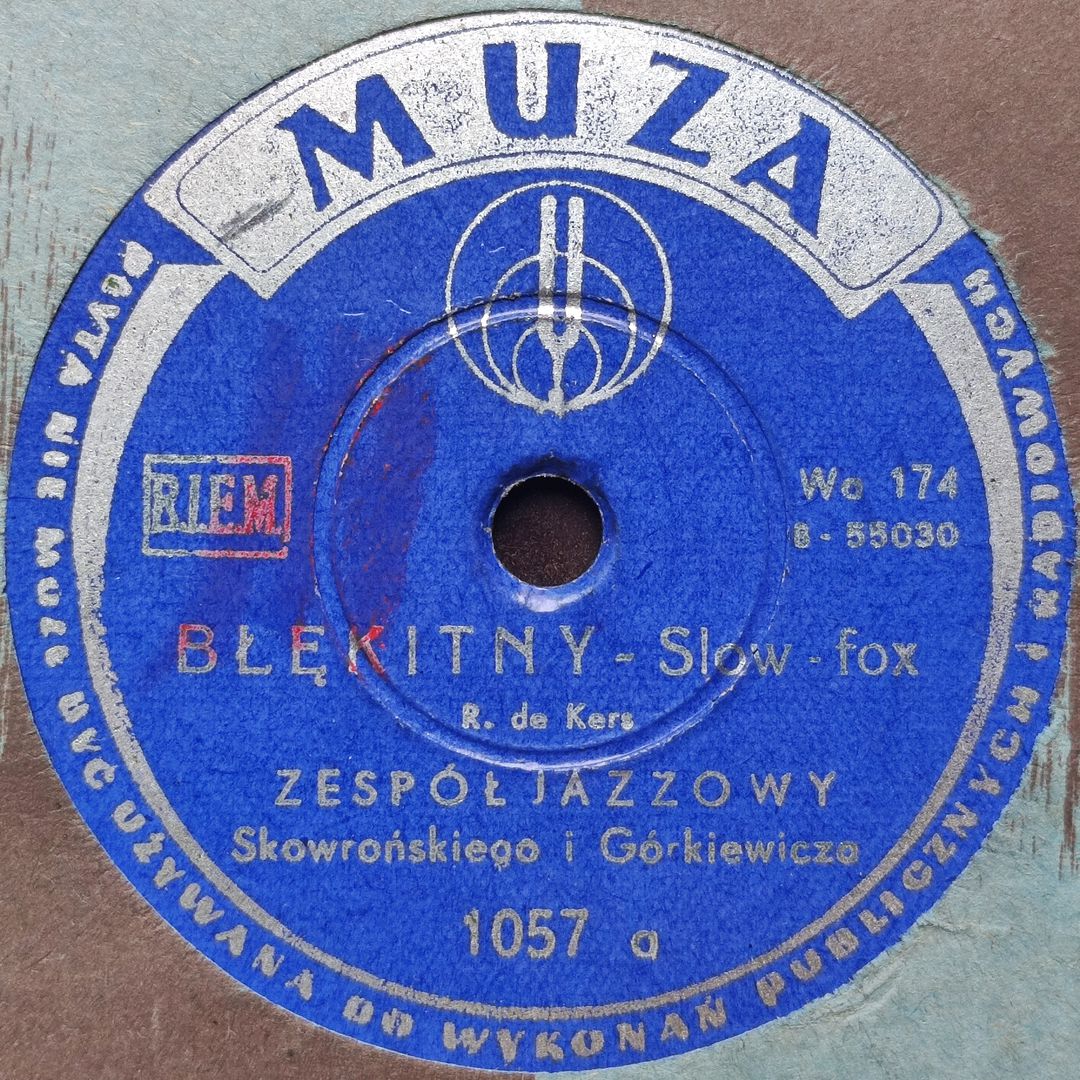 MUZA
B.I.E.M.
Wa 174
B - 55030
BŁĘKITNY - Slow - fox
R. de Kers
ZESPÓŁ JAZZOWY
Skowrońskiego i Górkiewicza
1057 a
PŁYTA NIE MOŻE BYĆ UŻYWANA DO WYKONAŃ PUBLICZNYCH I RADIOWYCH